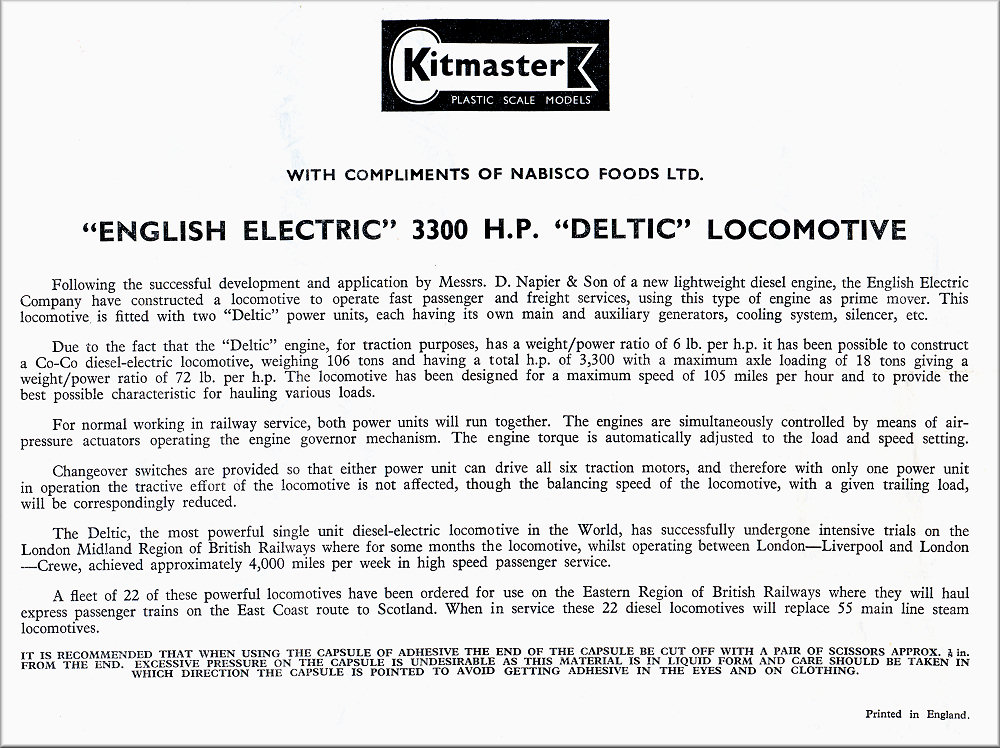 Kitmaster
PLASTIC SCALE MODELS
WITH COMPLIMENTS OF NABISCO FOODS LTD.
“ENGLISH ELECTRIC” 3300 H.P. “DELTIC” LOCOMOTIVE
Following the successful development and application by Messrs. D. Napier & Son of a new lightweight diesel engine, the English Electric
Company have constructed a locomotive to operate fast passenger and freight services, using this type of engine as prime mover. This
locomotive is fitted with two “Deltic” power units, each having its own main and auxiliary generators, cooling system, silencer, etc.
Due to the fact that the “Deltic” engine, for traction purposes, has a weight/power ratio of 6 lb. per h.p. it has been possible to construct
a Co-Co diesel-electric locomotive, weighing 106 tons and having a total h.p. of 3,300 with a maximum axle loading of 18 tons giving a
weight/power ratio of 72 lb. per h.p. The locomotive has been designed for a maximum speed of 105 miles per hour and to provide the
best possible characteristic for hauling various loads.
For normal working in railway service, both power units will run together. The engines are simultaneously controlled by means of air-
pressure actuators operating the engine governor mechanism. The engine torque is automatically adjusted to the load and speed setting.
Changeover switches are provided so that either power unit can drive all six traction motors, and therefore with only one power unit
in operation the tractive effort of the locomotive is not affected, though the balancing speed of the locomotive, with a given trailing load,
will be correspondingly reduced.
The Deltic, the most powerful single unit diesel-electric locomotive in the World, has successfully undergone intensive trials on the
London Midland Region of British Railways where for some months the locomotive, whilst operating between London—Liverpool and London
—Crewe, achieved approximately 4,000 miles per week in high speed passenger service.
A fleet of 22 of these powerful locomotives have been ordered for use on the Eastern Region of British Railways where they will haul
express passenger trains on the East Coast route to Scotland. When in service these 22 diesel locomotives will replace 55 main line steam
locomotives.
IT IS RECOMMENDED THAT WHEN USING THE CAPSULE OF ADHESIVE THE END OF THE CAPSULE BE CUT OFF WITH A PAIR OF SCISSORS APPROX. in.
FROM THE END. EXCESSIVE PRESSURE ON THE CAPSULE IS UNDESIRABLE AS THIS MATERIAL IS IN LIQUID FORM AND CARE SHOULD BE TAKEN IN
WHICH DIRECTION THE CAPSULE IS POINTED TO AVOID GETTING ADHESIVE IN THE EYES AND ON CLOTHING.
Printed in England.